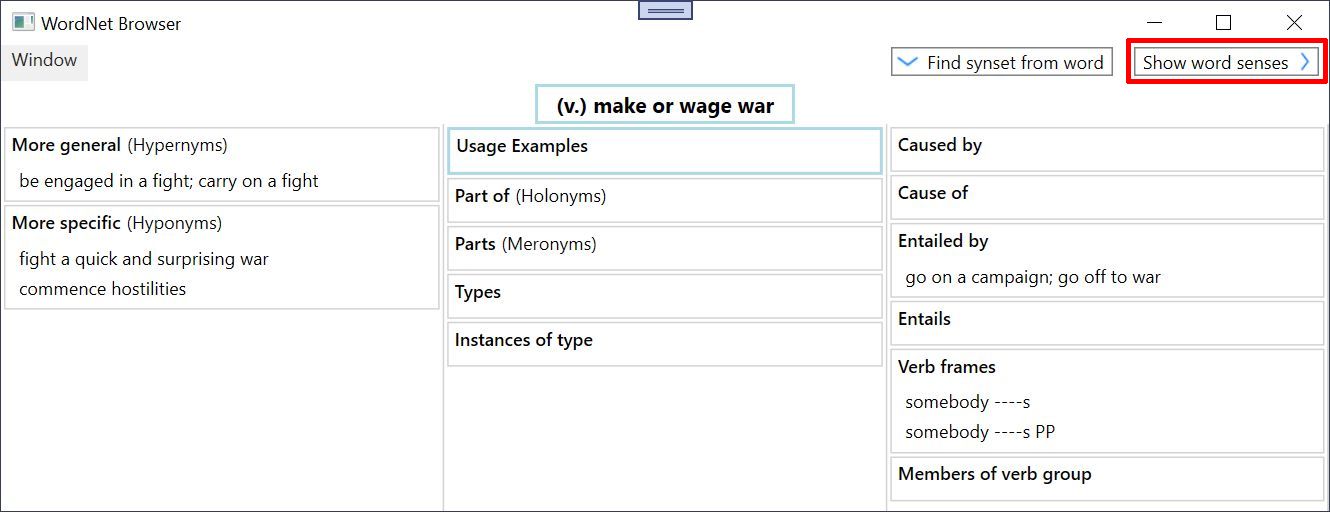 WordNet Browser
Window
Find synset from word
Show word senses
(v.) make or wage war
More general (Hypernyms)
be engaged in a fight; carry on a fight
More specific (Hyponyms)
fight a quick and surprising war
commence hostilities
Usage Examples
Part of (Holonyms)
Parts (Meronyms)
Types
Instances of type
Caused by
Cause of
Entailed by
go on a campaign; go off to war
Entails
Verb frames
somebody ----s
somebody ----s PP
Members of verb group